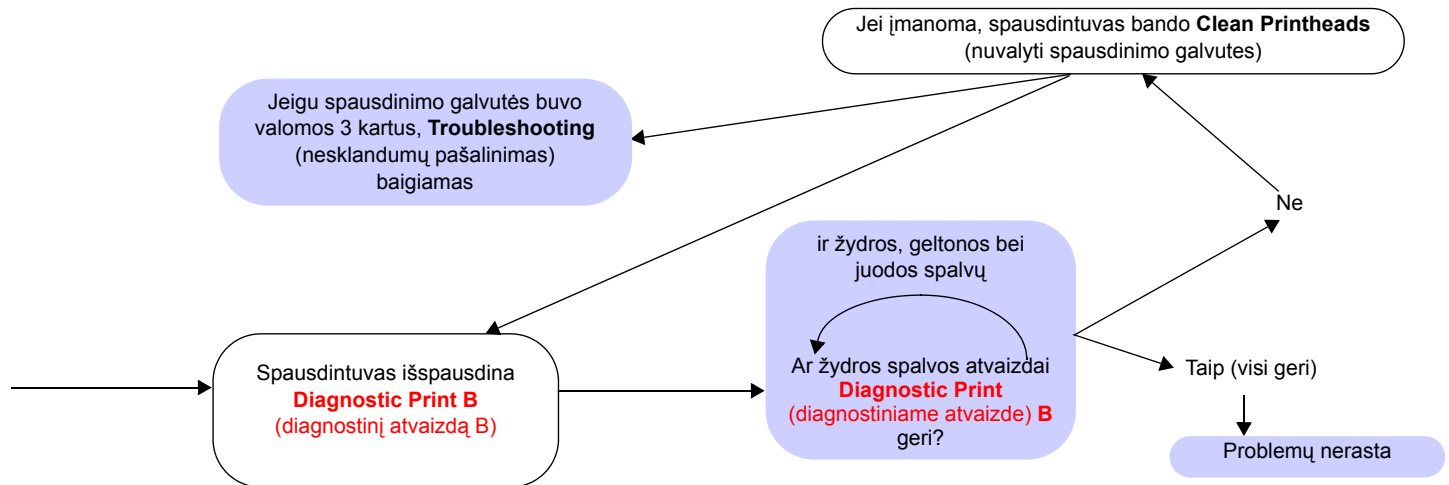 Jei įmanoma, spausdintuvas bando Clean Printheads
(nuvalyti spausdinimo galvutes)
Jeigu spausdinimo galvutės buvo
valomos 3 kartus, Troubleshooting
(nesklandumų pašalinimas)
baigiamas
Ne
ir žydros, geltonos bei
juodos spalvų
Ar žydros spalvos atvaizdai
Diagnostic Print
(diagnostiniame atvaizde) B
geri?
Spausdintuvas išspausdina
Diagnostic Print B
(diagnostinį atvaizdą B)
Taip (visi geri)
Problemų nerasta